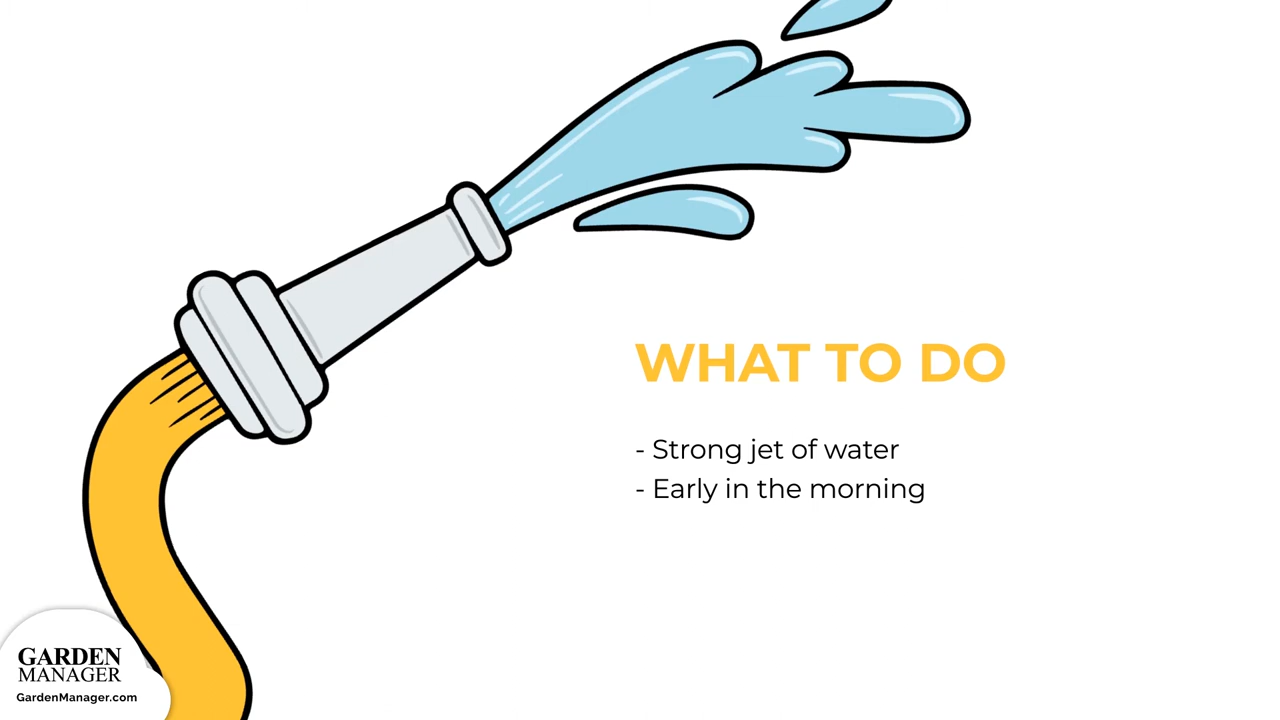 WHAT TO DO
- Strong jet of water
- Early in the morning
GARDEN
MANAGER
GardenManager.com